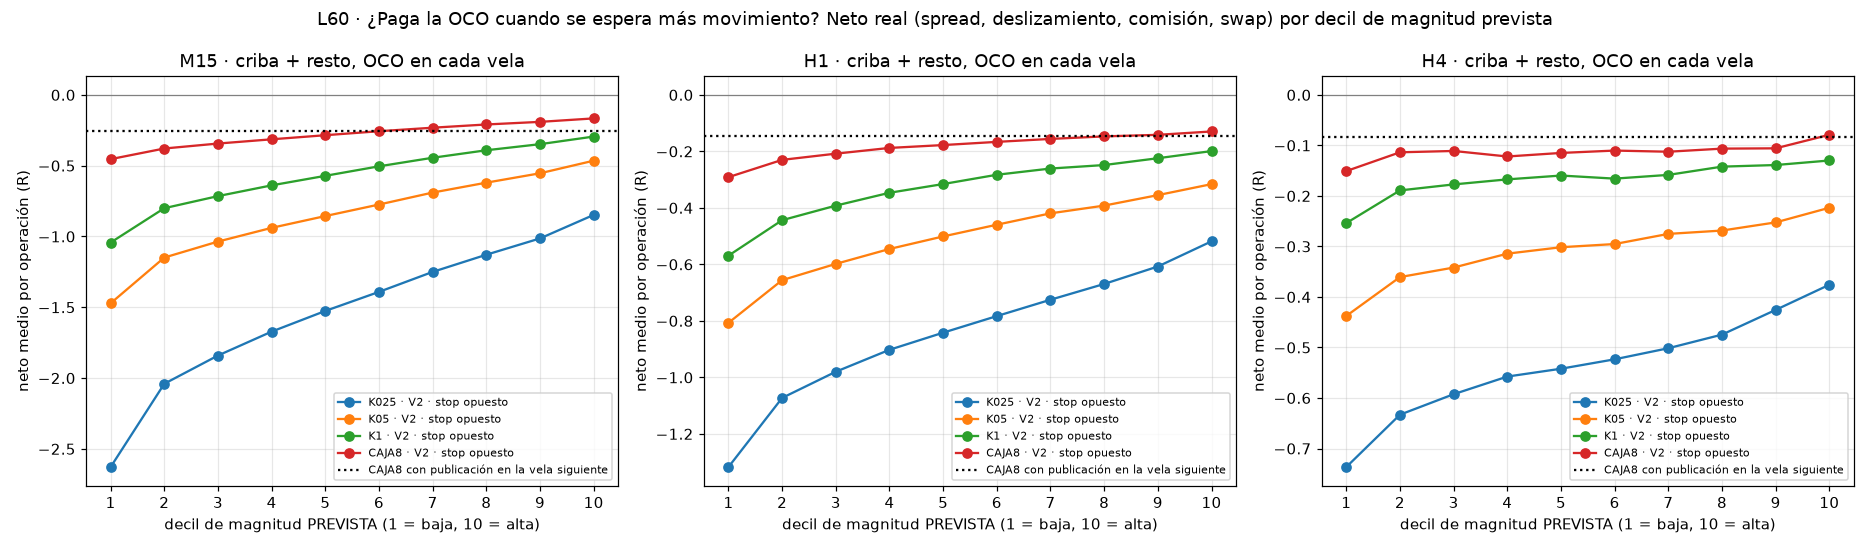 L60 · ¿Paga la OCO cuando se espera más movimiento? Neto real (spread, deslizamiento, comisión, swap) por decil de magnitud prevista
M15 · criba + resto, OCO en cada vela
neto medio por operación (R)
0.0
−0.5
−1.0
−1.5
−2.0
−2.5
K025 · V2 · stop opuesto
K05 · V2 · stop opuesto
K1 · V2 · stop opuesto
CAJA8 · V2 · stop opuesto
CAJA8 con publicación en la vela siguiente
1 2 3 4 5 6 7 8 9 10
decil de magnitud PREVISTA (1 = baja, 10 = alta)
H1 · criba + resto, OCO en cada vela
neto medio por operación (R)
0.0
−0.2
−0.4
−0.6
−0.8
−1.0
−1.2
K025 · V2 · stop opuesto
K05 · V2 · stop opuesto
K1 · V2 · stop opuesto
CAJA8 · V2 · stop opuesto
CAJA8 con publicación en la vela siguiente
1 2 3 4 5 6 7 8 9 10
decil de magnitud PREVISTA (1 = baja, 10 = alta)
H4 · criba + resto, OCO en cada vela
neto medio por operación (R)
0.0
−0.1
−0.2
−0.3
−0.4
−0.5
−0.6
−0.7
K025 · V2 · stop opuesto
K05 · V2 · stop opuesto
K1 · V2 · stop opuesto
CAJA8 · V2 · stop opuesto
CAJA8 con publicación en la vela siguiente
1 2 3 4 5 6 7 8 9 10
decil de magnitud PREVISTA (1 = baja, 10 = alta)